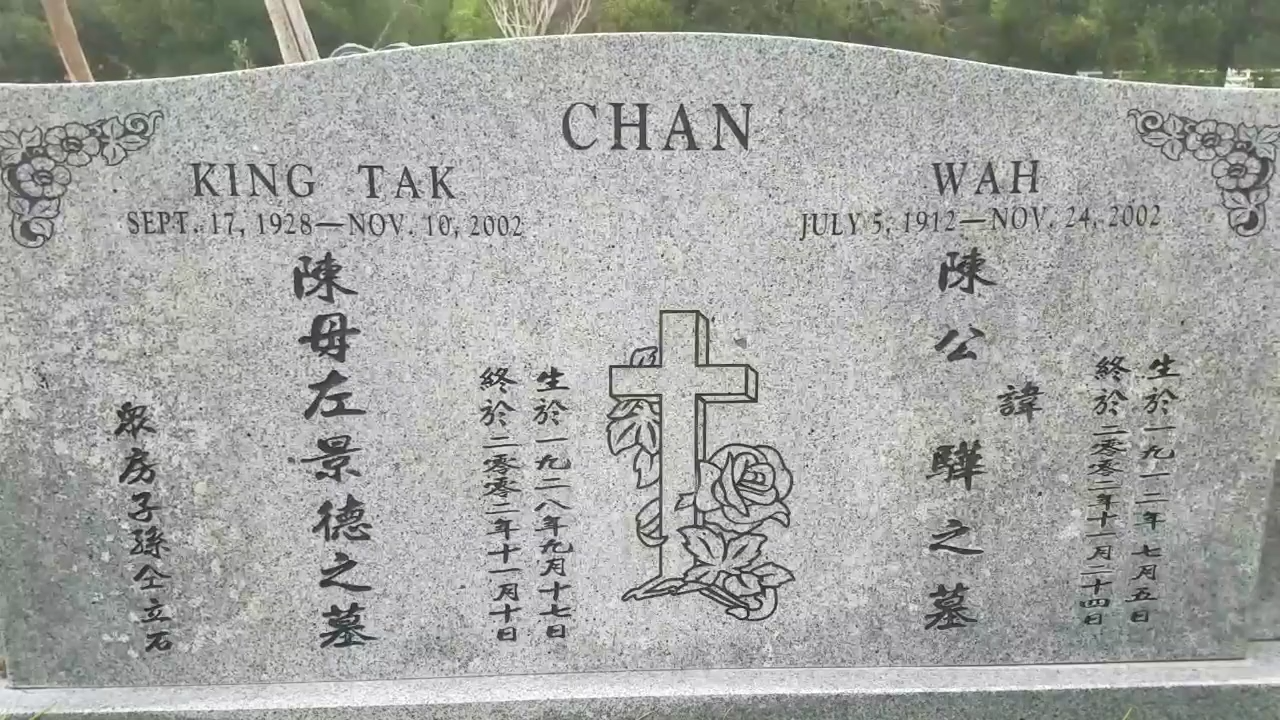 CHAN
KING TAK
SEPT. 17, 1928—NOV. 10, 2002
WAH
JULY 5, 1912—NOV. 24, 2002
生於一九一二年七月五日
終於二零零二年十一月二十四日
陳公諱驊之墓
生於一九二八年九月十七日
終於二零零二年十一月十日
陳母左景德之墓
眾房子孫仝立石